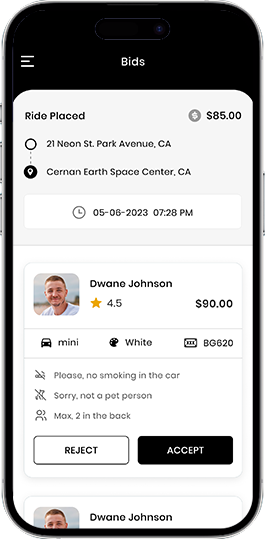 Bids
Ride Placed $ $85.00
21 Neon St. Park Avenue, CA
Cernan Earth Space Center, CA
05-06-2023 07:28 PM
Dwane Johnson
4.5 $90.00
mini White XXX BG620
Please, no smoking in the car
Sorry, not a pet person
Max, 2 in the back
REJECT ACCEPT
Dwane Johnson